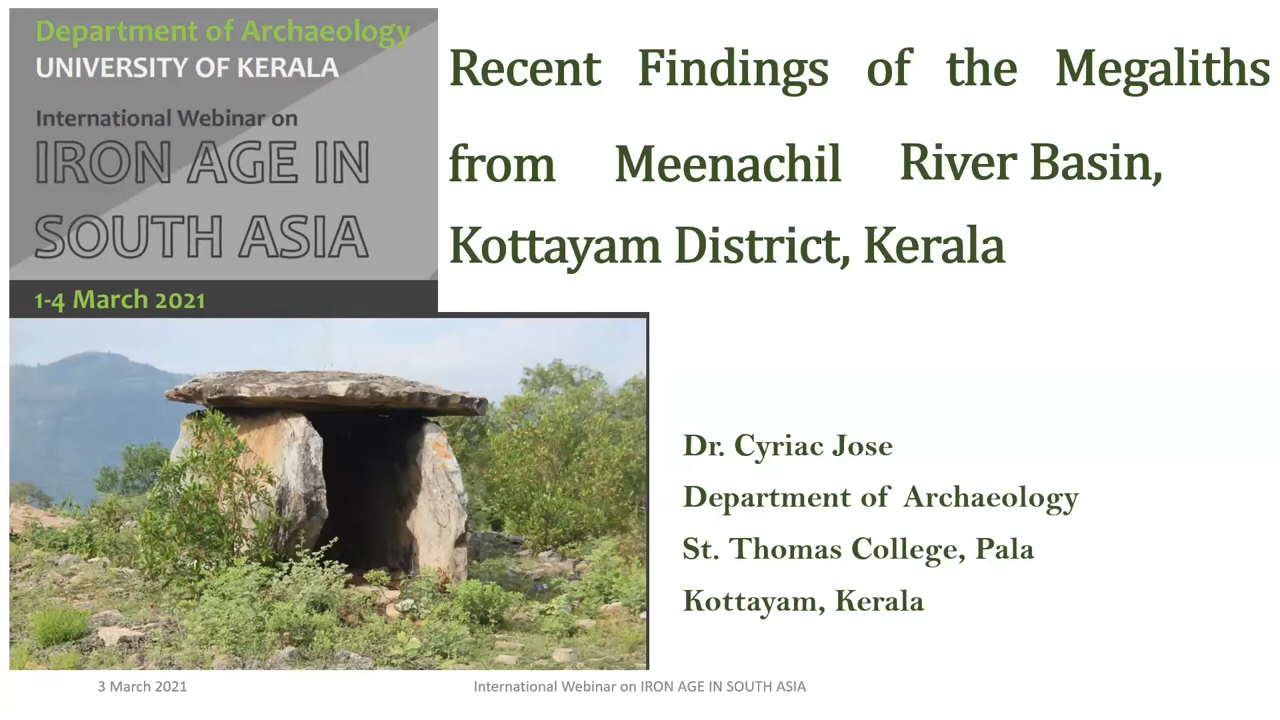 Department of Archaeology
UNIVERSITY OF KERALA
International Webinar on
IRON AGE IN
SOUTH ASIA
1-4 March 2021
Recent Findings of the Megaliths
from Meenachil River Basin,
Kottayam District, Kerala
Dr. Cyriac Jose
Department of Archaeology
St. Thomas College, Pala
Kottayam, Kerala
3 March 2021
International Webinar on IRON AGE IN SOUTH ASIA